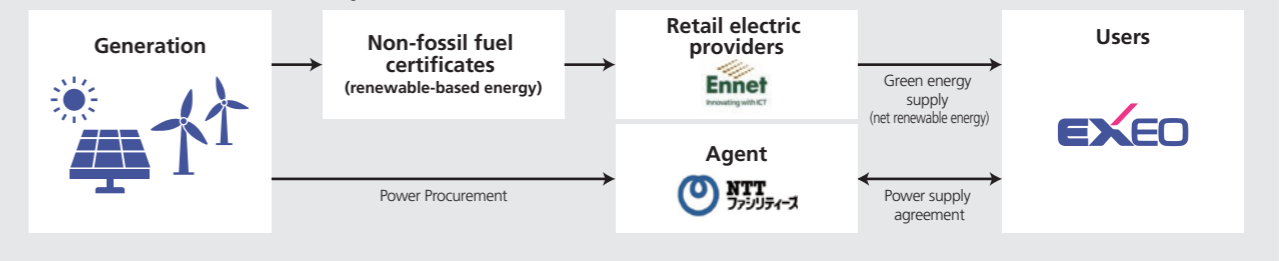 Generation
Non-fossil fuel
certificates
(renewable-based energy)
Retail electric
providers
Ennet
Innovating with ICT
Green energy
supply
(net renewable energy)
Users
EXEO
Power Procurement
Agent
NTT
ファシリティーズ
Power supply
agreement